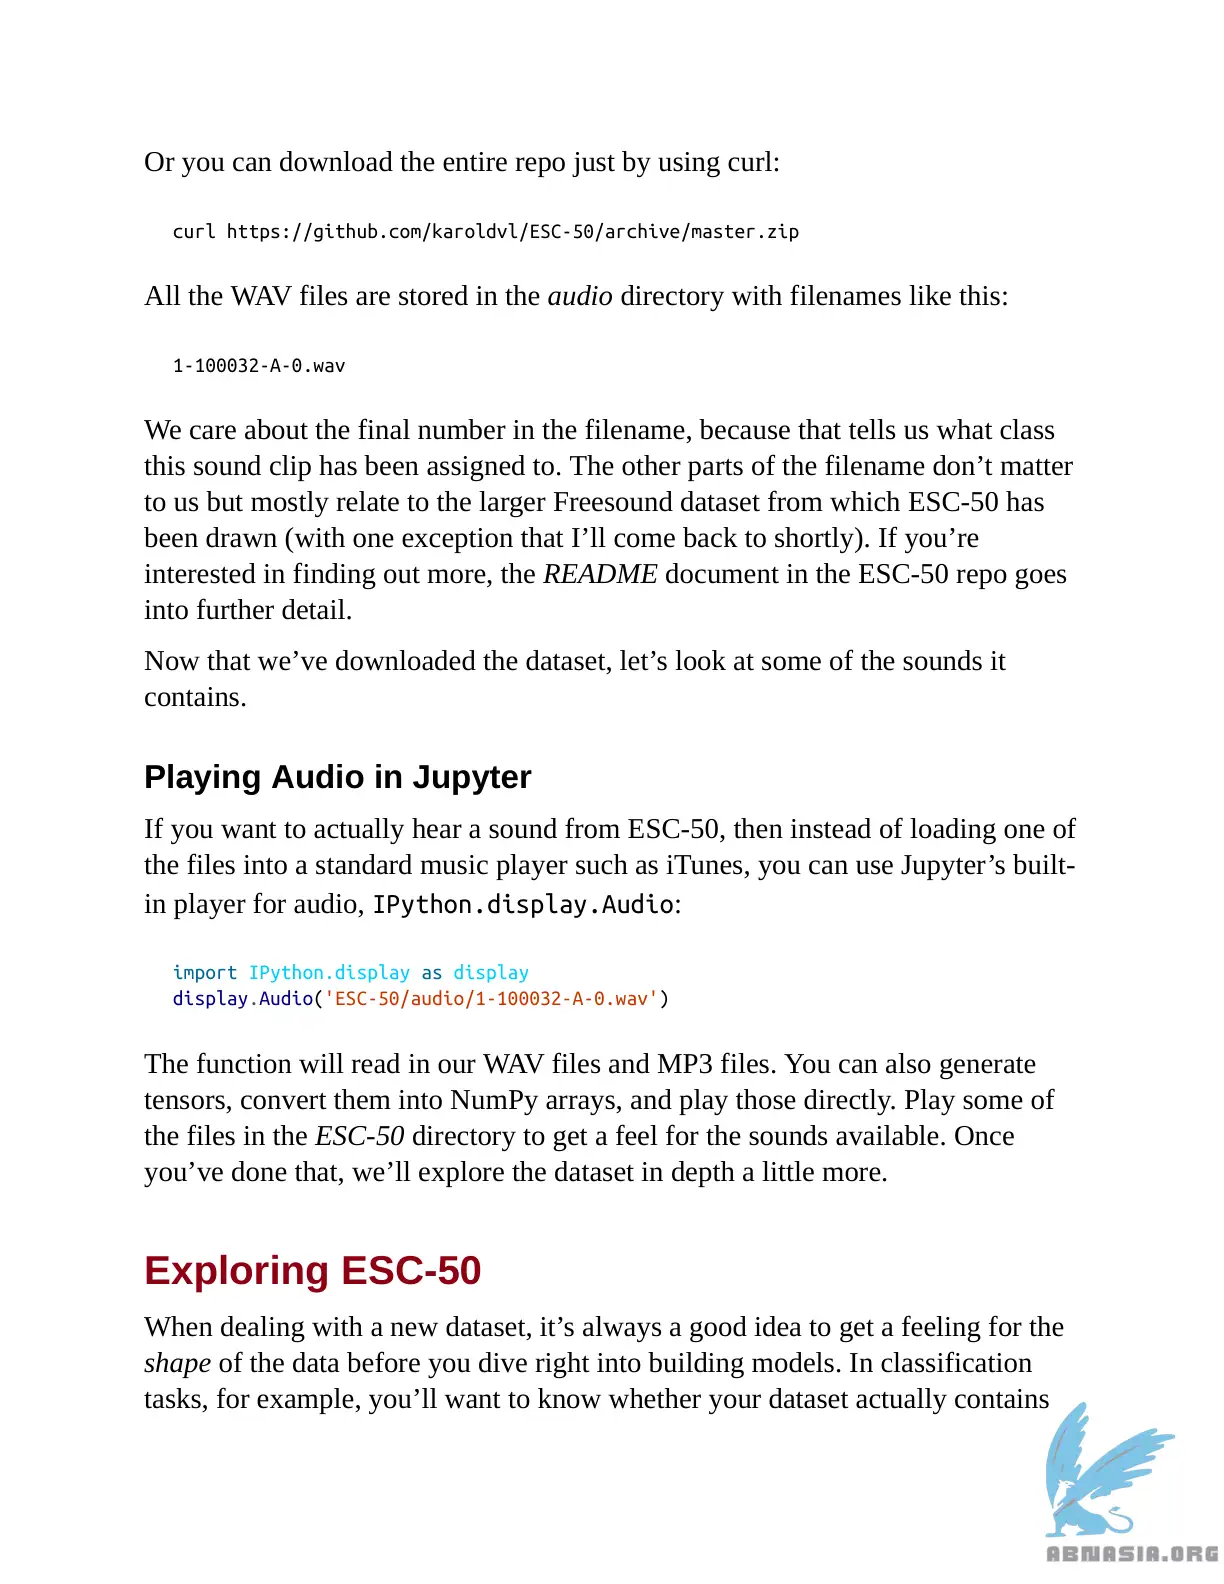 Or you can download the entire repo just by using curl:
curl https://github.com/karoldvl/ESC-50/archive/master.zip
All the WAV files are stored in the audio directory with filenames like this:
1-100032-A-0.wav
We care about the final number in the filename, because that tells us what class
this sound clip has been assigned to. The other parts of the filename don’t matter
to us but mostly relate to the larger Freesound dataset from which ESC-50 has
been drawn (with one exception that I’ll come back to shortly). If you’re
interested in finding out more, the README document in the ESC-50 repo goes
into further detail.
Now that we’ve downloaded the dataset, let’s look at some of the sounds it
contains.
Playing Audio in Jupyter
If you want to actually hear a sound from ESC-50, then instead of loading one of
the files into a standard music player such as iTunes, you can use Jupyter’s built-
in player for audio, IPython.display.Audio:
import IPython.display as display
display.Audio('ESC-50/audio/1-100032-A-0.wav')
The function will read in our WAV files and MP3 files. You can also generate
tensors, convert them into NumPy arrays, and play those directly. Play some of
the files in the ESC-50 directory to get a feel for the sounds available. Once
you’ve done that, we’ll explore the dataset in depth a little more.
Exploring ESC-50
When dealing with a new dataset, it’s always a good idea to get a feeling for the
shape of the data before you dive right into building models. In classification
tasks, for example, you’ll want to know whether your dataset actually contains
ABNASIA.ORG